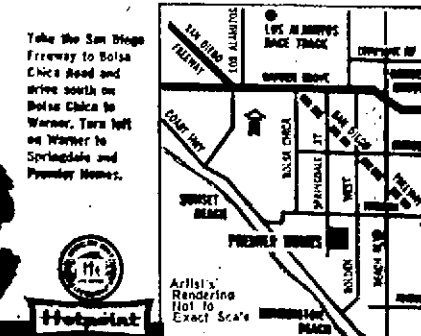 Take the San Diego
Freeway to Bolsa
Chica Road and
drive south on
Bolsa Chica to
Warner. Turn left
on Warner to
Springdale and
Premier Homes.
SAN DIEGO
FREEWAY
LOS ALAMITOS
LOS ALAMITOS
RACE TRACK
GARDEN GROVE
COAST HWY
BOLSA CHICA
SPRINGDALE ST
SAN DIEGO
FREEWAY
GOLDEN WEST
BEACH BLVD
SUNSET
BEACH
PREMIER HOMES
HUNTINGTON
BEACH
Artist's
Rendering
Not to
Exact Scale
Hotpoint